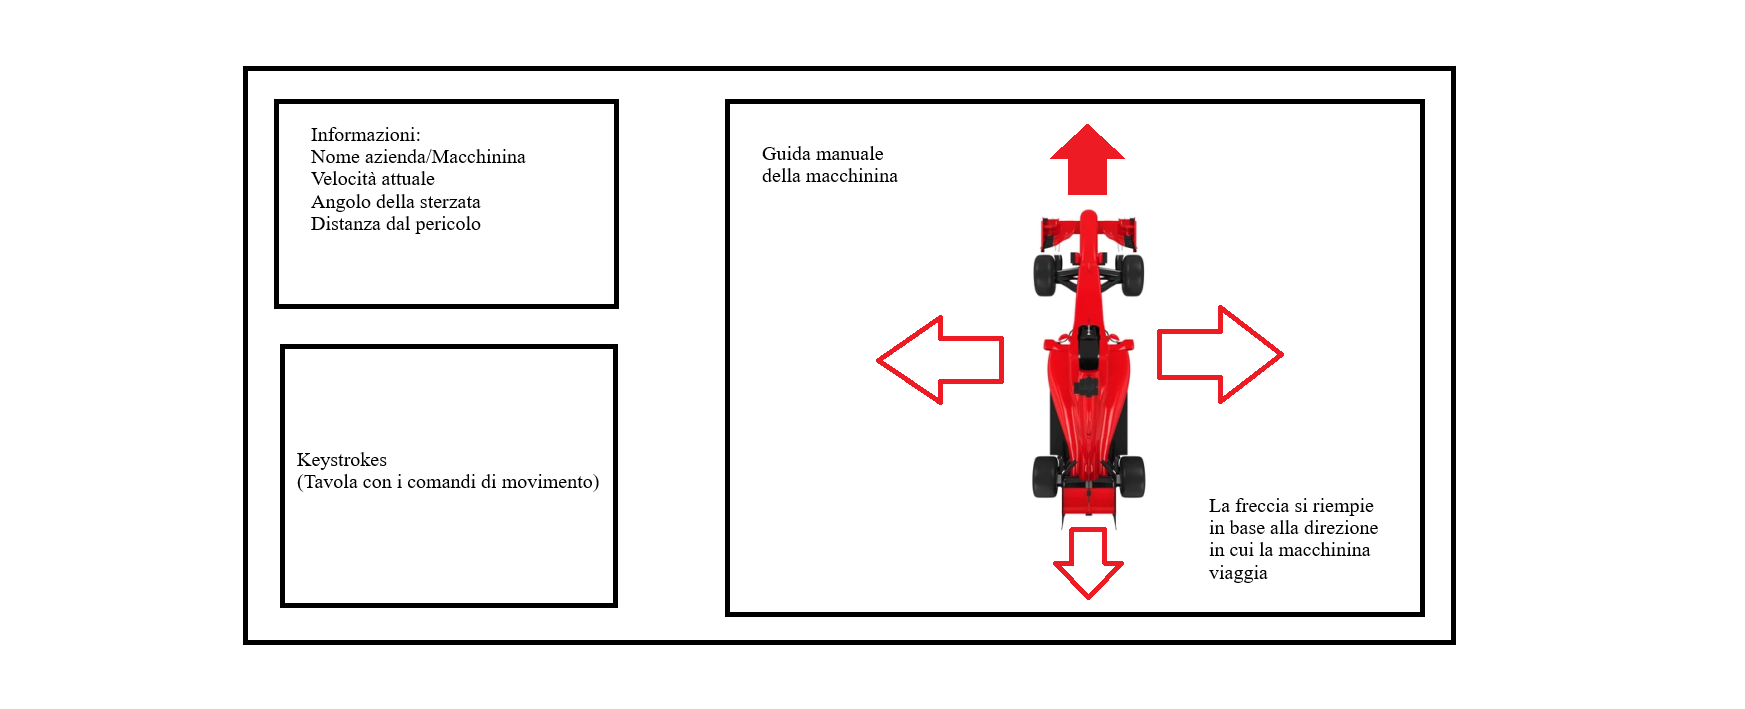 Informazioni:
Nome azienda/Macchinina
Velocità attuale
Angolo della sterzata
Distanza dal pericolo
Keystrokes
(Tavola con i comandi di movimento)
Guida manuale
della macchinina
La freccia si riempie
in base alla direzione
in cui la macchinina
viaggia